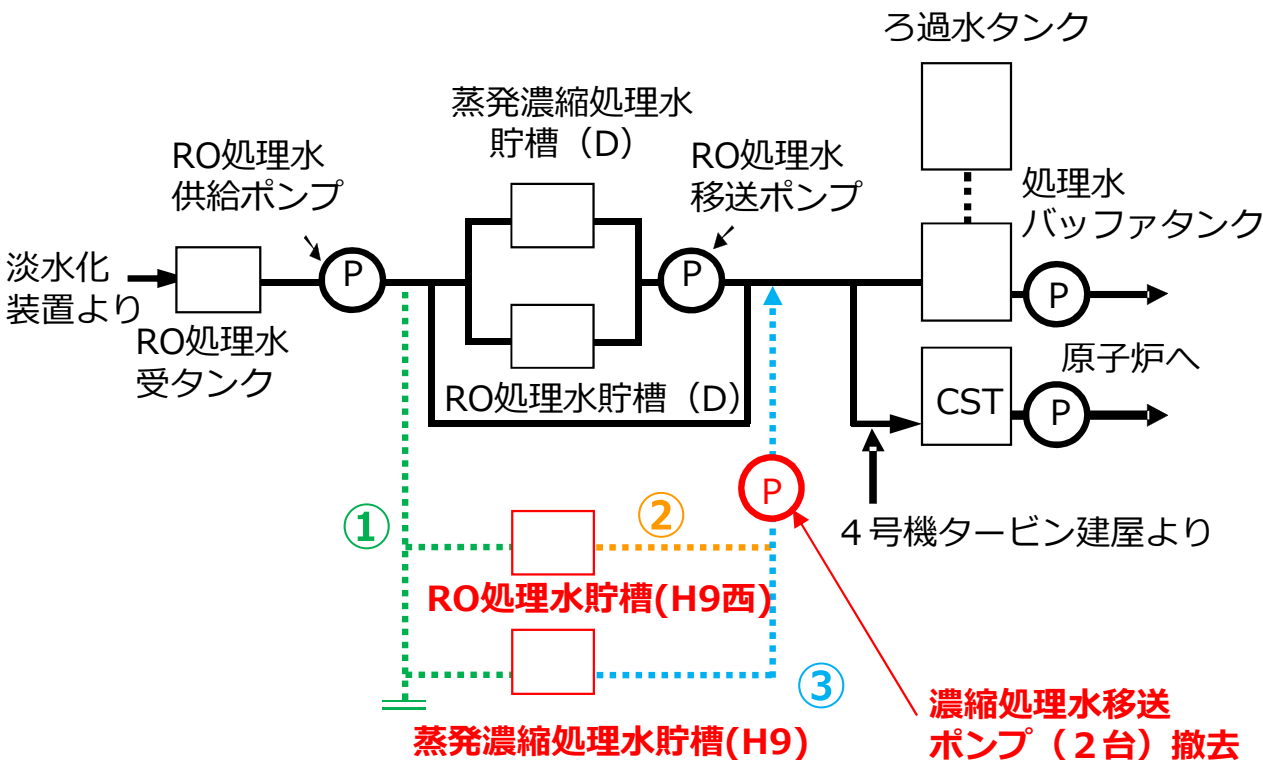 ろ過水タンク
蒸発濃縮処理水
貯槽（D）
RO処理水
供給ポンプ
RO処理水
移送ポンプ
処理水
バッファタンク
淡水化
装置より
P
P
P
RO処理水
受タンク
RO処理水貯槽（D）
原子炉へ
CST
P
P
①
②
４号機タービン建屋より
RO処理水貯槽(H9西)
③
蒸発濃縮処理水貯槽(H9)
濃縮処理水移送
ポンプ（２台）撤去